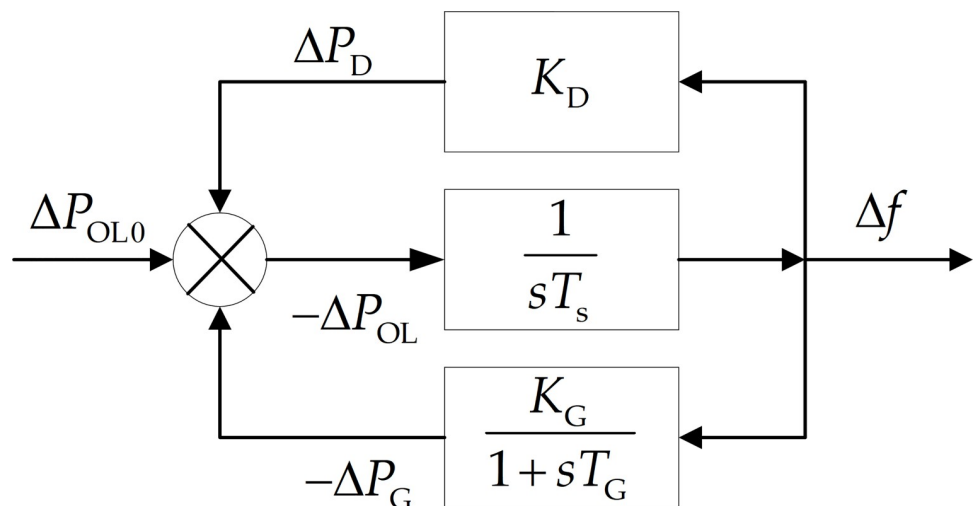 ΔP_D
K_D
ΔP_OL0
1
sT_s
Δf
−ΔP_OL
K_G
1+sT_G
−ΔP_G